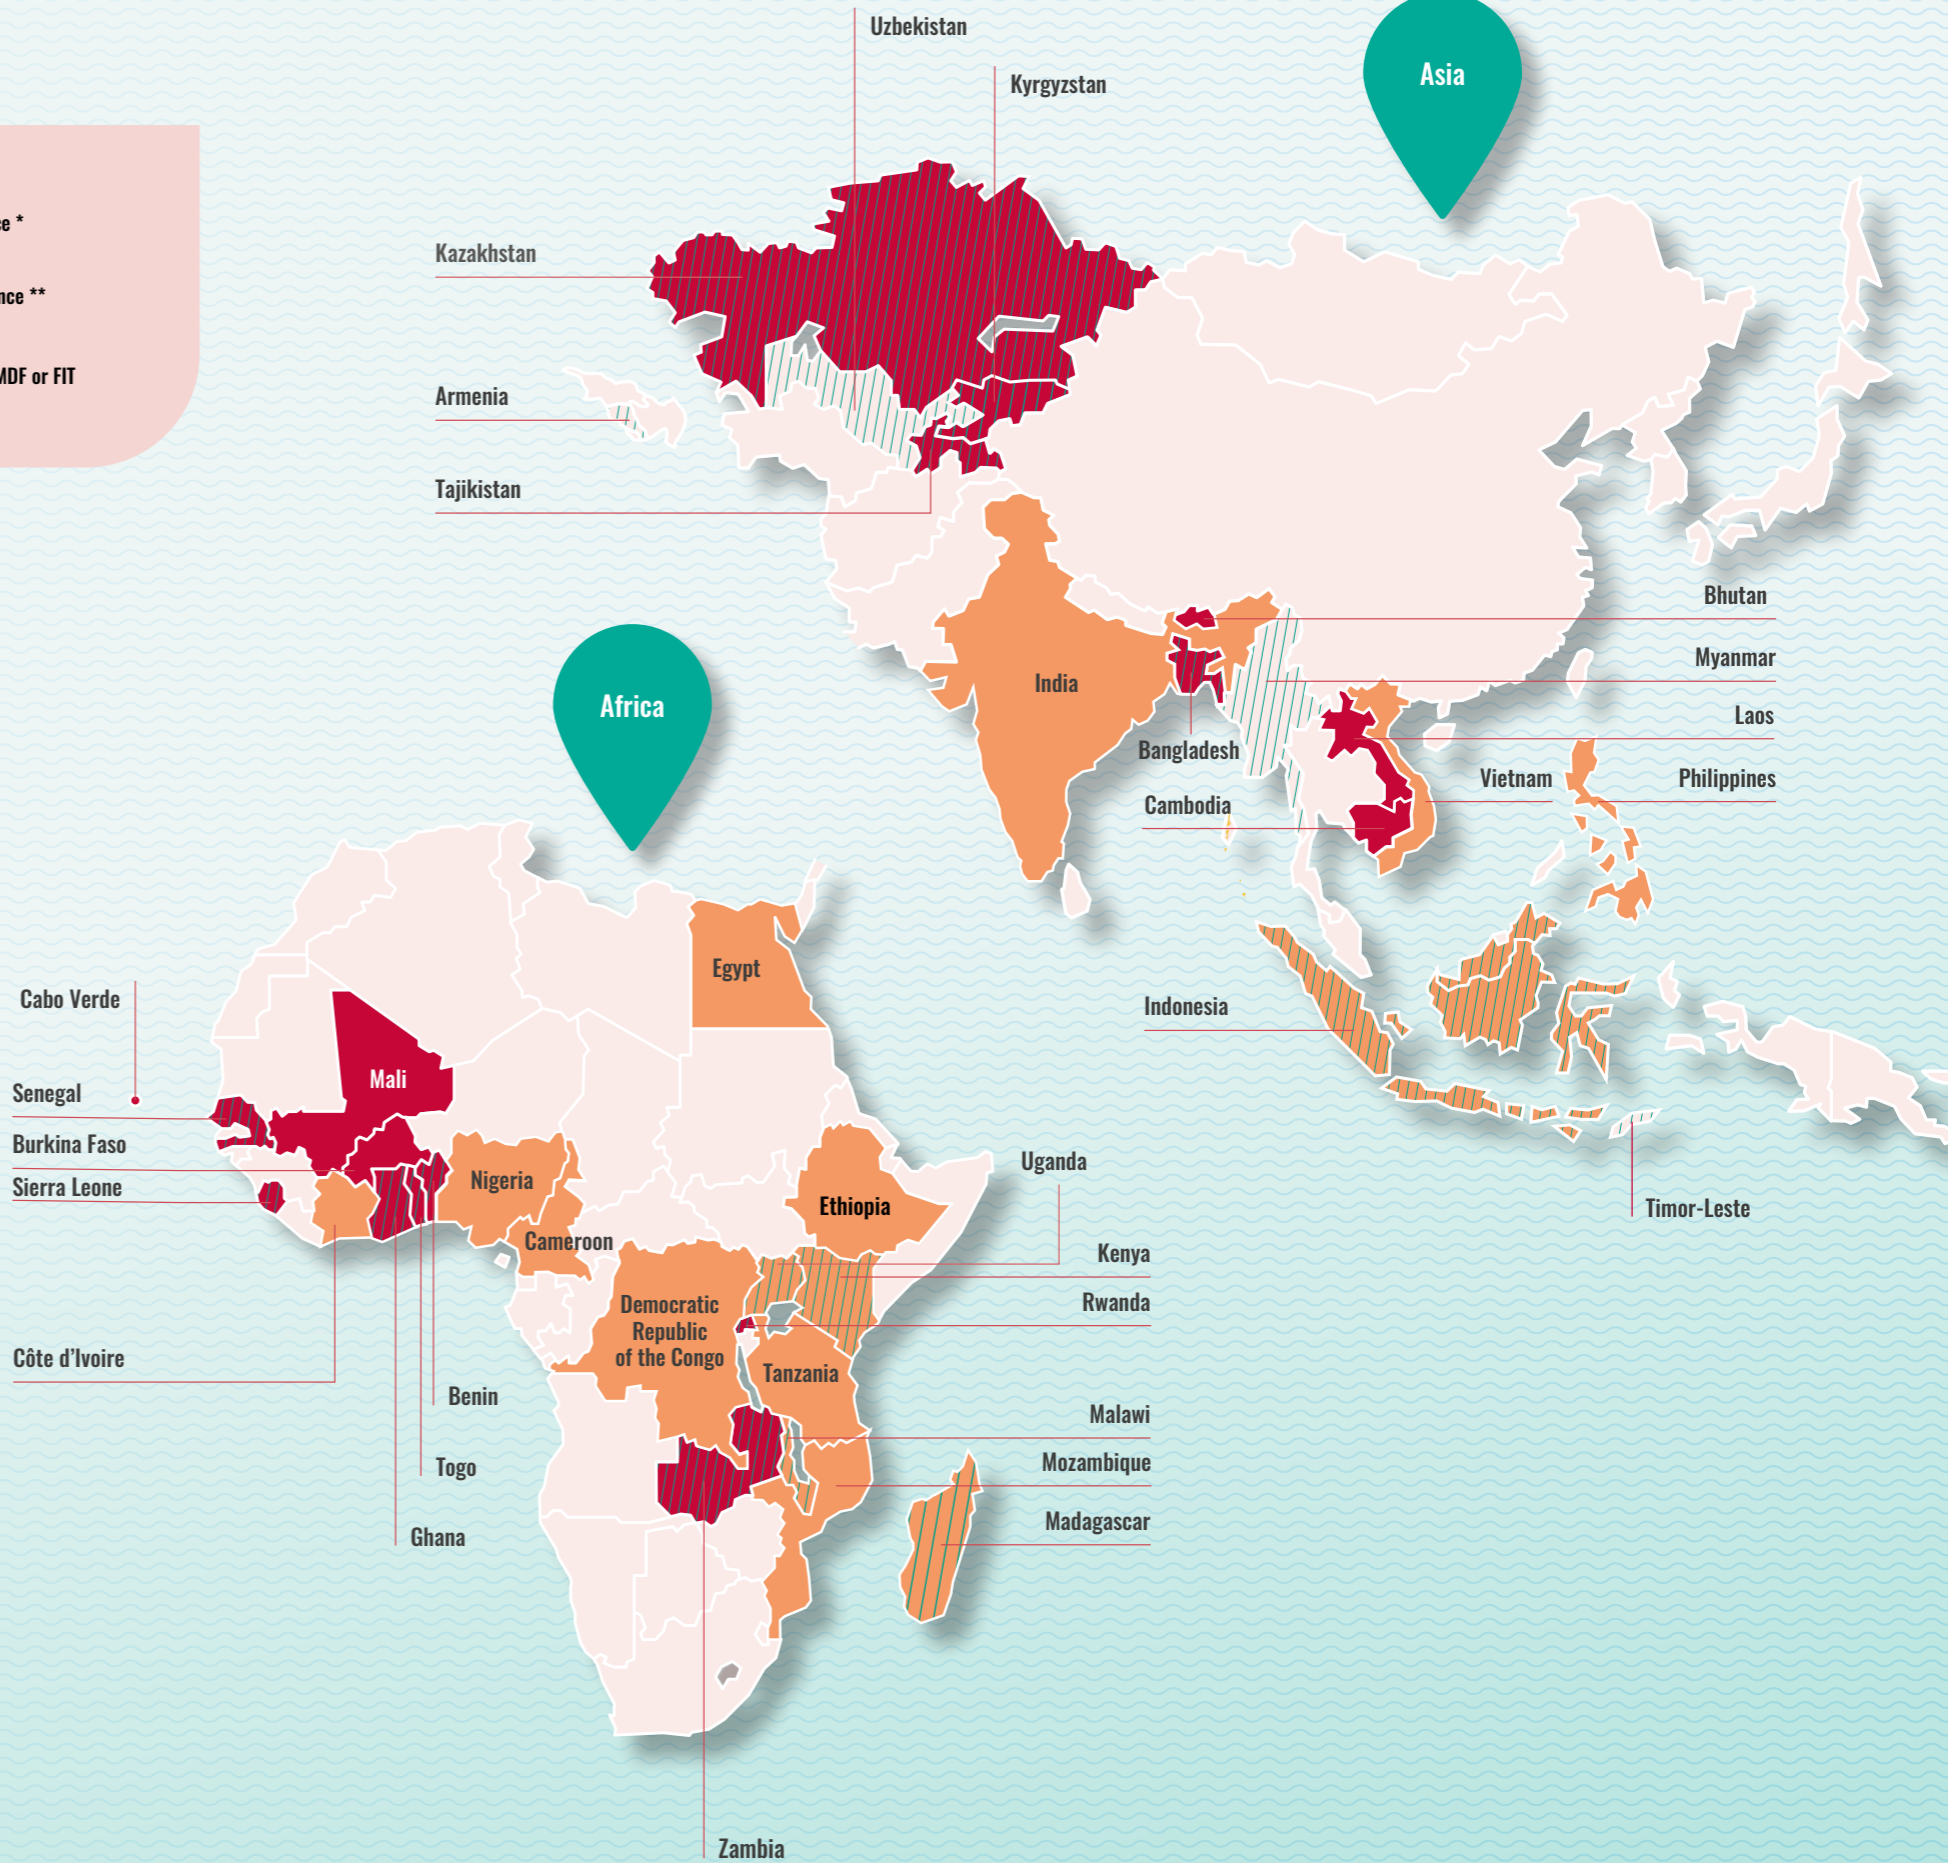 Uzbekistan
Kyrgyzstan
Asia
*
**
MDF or FIT
Kazakhstan
Armenia
Tajikistan
Bhutan
Myanmar
Laos
India
Bangladesh
Vietnam
Philippines
Cambodia
Africa
Egypt
Indonesia
Cabo Verde
Mali
Senegal
Burkina Faso
Sierra Leone
Nigeria
Uganda
Ethiopia
Timor-Leste
Cameroon
Kenya
Democratic
Republic
of the Congo
Rwanda
Côte d’Ivoire
Tanzania
Benin
Malawi
Togo
Mozambique
Madagascar
Ghana
Zambia